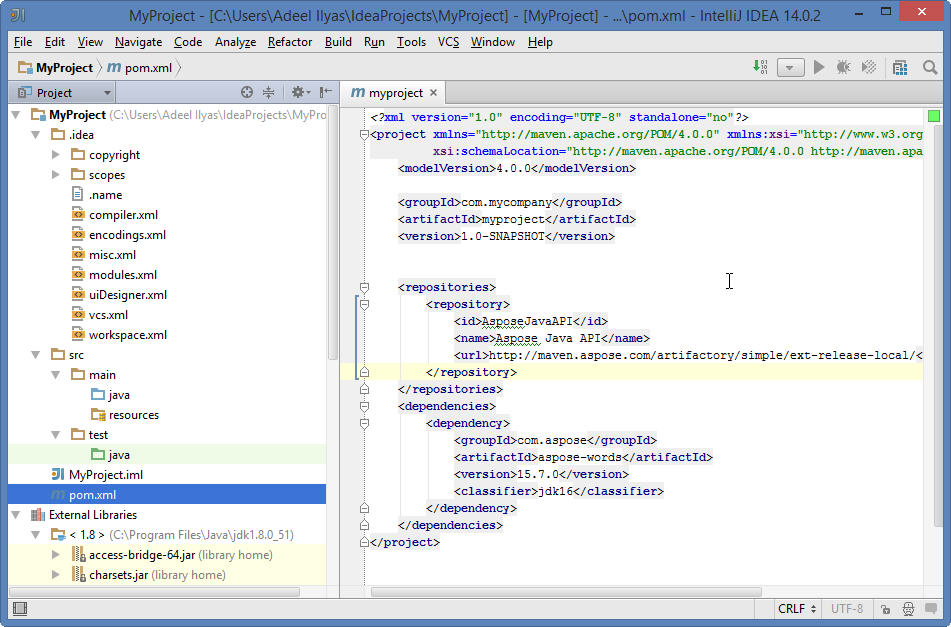 MyProject - [C:\Users\Adeel Ilyas\IdeaProjects\MyProject] - [MyProject] - ...\pom.xml - IntelliJ IDEA 14.0.2
File Edit View Navigate Code Analyze Refactor Build Run Tools VCS Window Help
MyProject pom.xml
Project
myproject
MyProject (C:\Users\Adeel Ilyas\IdeaProjects\MyPro
.idea
copyright
scopes
.name
compiler.xml
encodings.xml
misc.xml
modules.xml
uiDesigner.xml
vcs.xml
workspace.xml
src
main
java
resources
test
java
MyProject.iml
pom.xml
External Libraries
< 1.8 > (C:\Program Files\Java\jdk1.8.0_51)
access-bridge-64.jar (library home)
charsets.jar (library home)
<?xml version="1.0" encoding="UTF-8" standalone="no"?>
<project xmlns="http://maven.apache.org/POM/4.0.0" xmlns:xsi="http://www.w3.org
xsi:schemaLocation="http://maven.apache.org/POM/4.0.0 http://maven.apa
<modelVersion>4.0.0</modelVersion>
<groupId>com.mycompany</groupId>
<artifactId>myproject</artifactId>
<version>1.0-SNAPSHOT</version>
<repositories>
<repository>
<id>AsposeJavaAPI</id>
<name>Aspose Java API</name>
<url>http://maven.aspose.com/artifactory/simple/ext-release-local/<
</repository>
</repositories>
<dependencies>
<dependency>
<groupId>com.aspose</groupId>
<artifactId>aspose-words</artifactId>
<version>15.7.0</version>
<classifier>jdk16</classifier>
</dependency>
</dependencies>
</project>
CRLF UTF-8